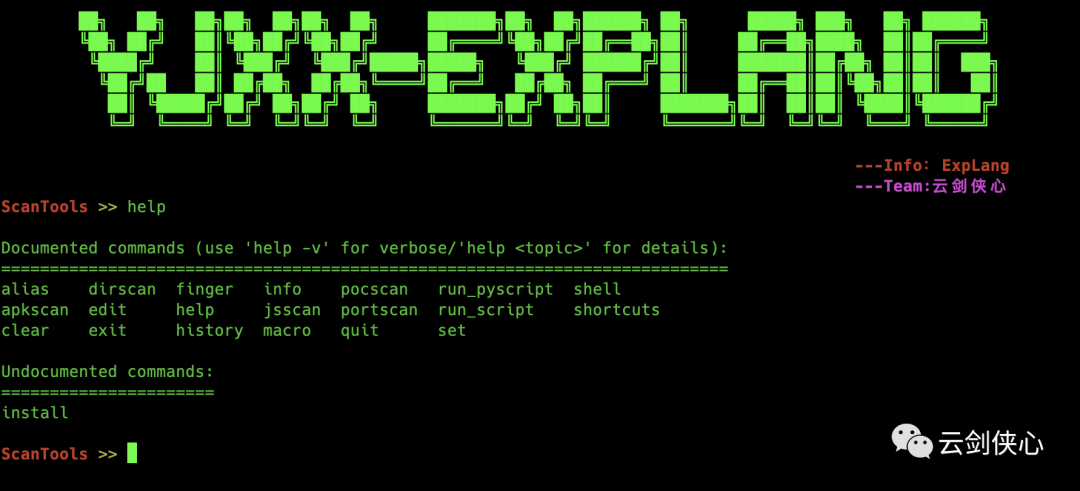 YJXX-EXPLANG
---Info: ExpLang
---Team:云剑侠心
ScanTools >> help
Documented commands (use 'help -v' for verbose/'help <topic>' for details):
===========================================================================
alias dirscan finger info pocscan run_pyscript shell
apkscan edit help jsscan portscan run_script shortcuts
clear exit history macro quit set
Undocumented commands:
======================
install
ScanTools >>
云剑侠心